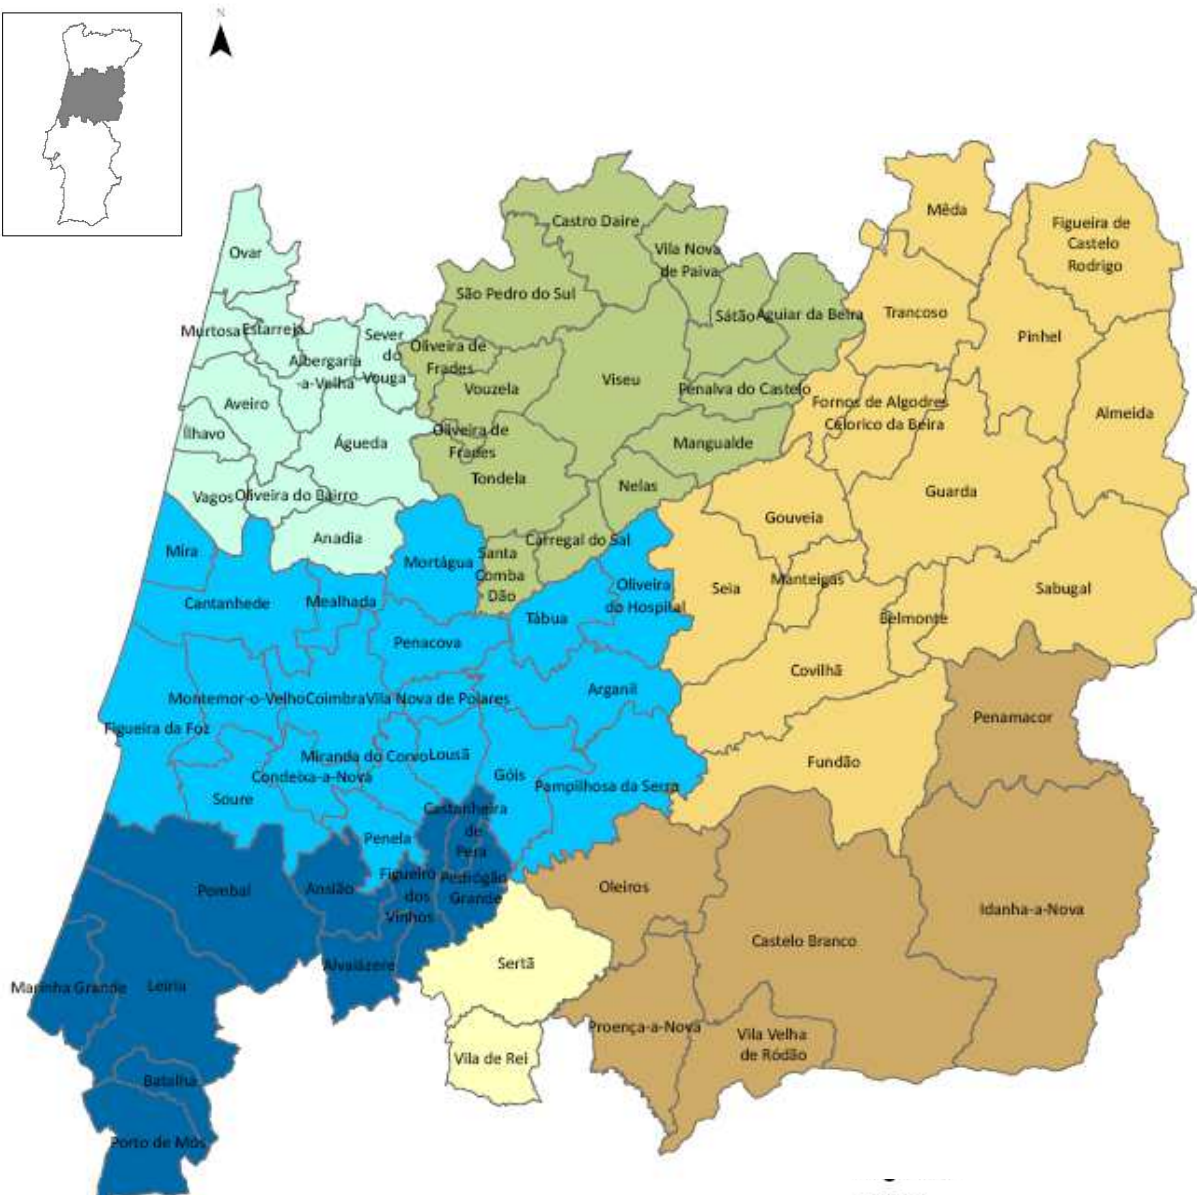 N
Mêda
Figueira de
Castelo
Rodrigo
Castro Daire
Vila Nova
de Paiva
Ovar
São Pedro do Sul
Sátão
Aguiar da Beira
Trancoso
Pinhel
Murtosa
Estarreja
Sever
do
Vouga
Albergaria
-a-Velha
Oliveira de
Frades
Vouzela
Viseu
Penalva do Castelo
Fornos de Algodres
Celorico da Beira
Almeida
Aveiro
Ílhavo
Águeda
Oliveira de
Frades
Mangualde
Tondela
Nelas
Guarda
Vagos
Oliveira do Bairro
Gouveia
Anadia
Carregal do Sal
Mira
Mortágua
Santa
Comba
Dão
Oliveira
do Hospital
Seia
Manteigas
Sabugal
Cantanhede
Mealhada
Tábua
Belmonte
Penacova
Covilhã
Montemor-o-Velho
Coimbra
Vila Nova de Poiares
Arganil
Penamacor
Figueira da Foz
Miranda do Corvo
Lousã
Fundão
Condeixa-a-Nova
Góis
Pampilhosa da Serra
Soure
Castanheira
de
Pera
Penela
Pombal
Ansião
Figueiró
dos
Vinhos
Pedrógão
Grande
Oleiros
Idanha-a-Nova
Castelo Branco
Sertã
Alvaiázere
Marinha Grande
Leiria
Proença-a-Nova
Vila Velha
de Ródão
Vila de Rei
Batalha
Porto de Mós